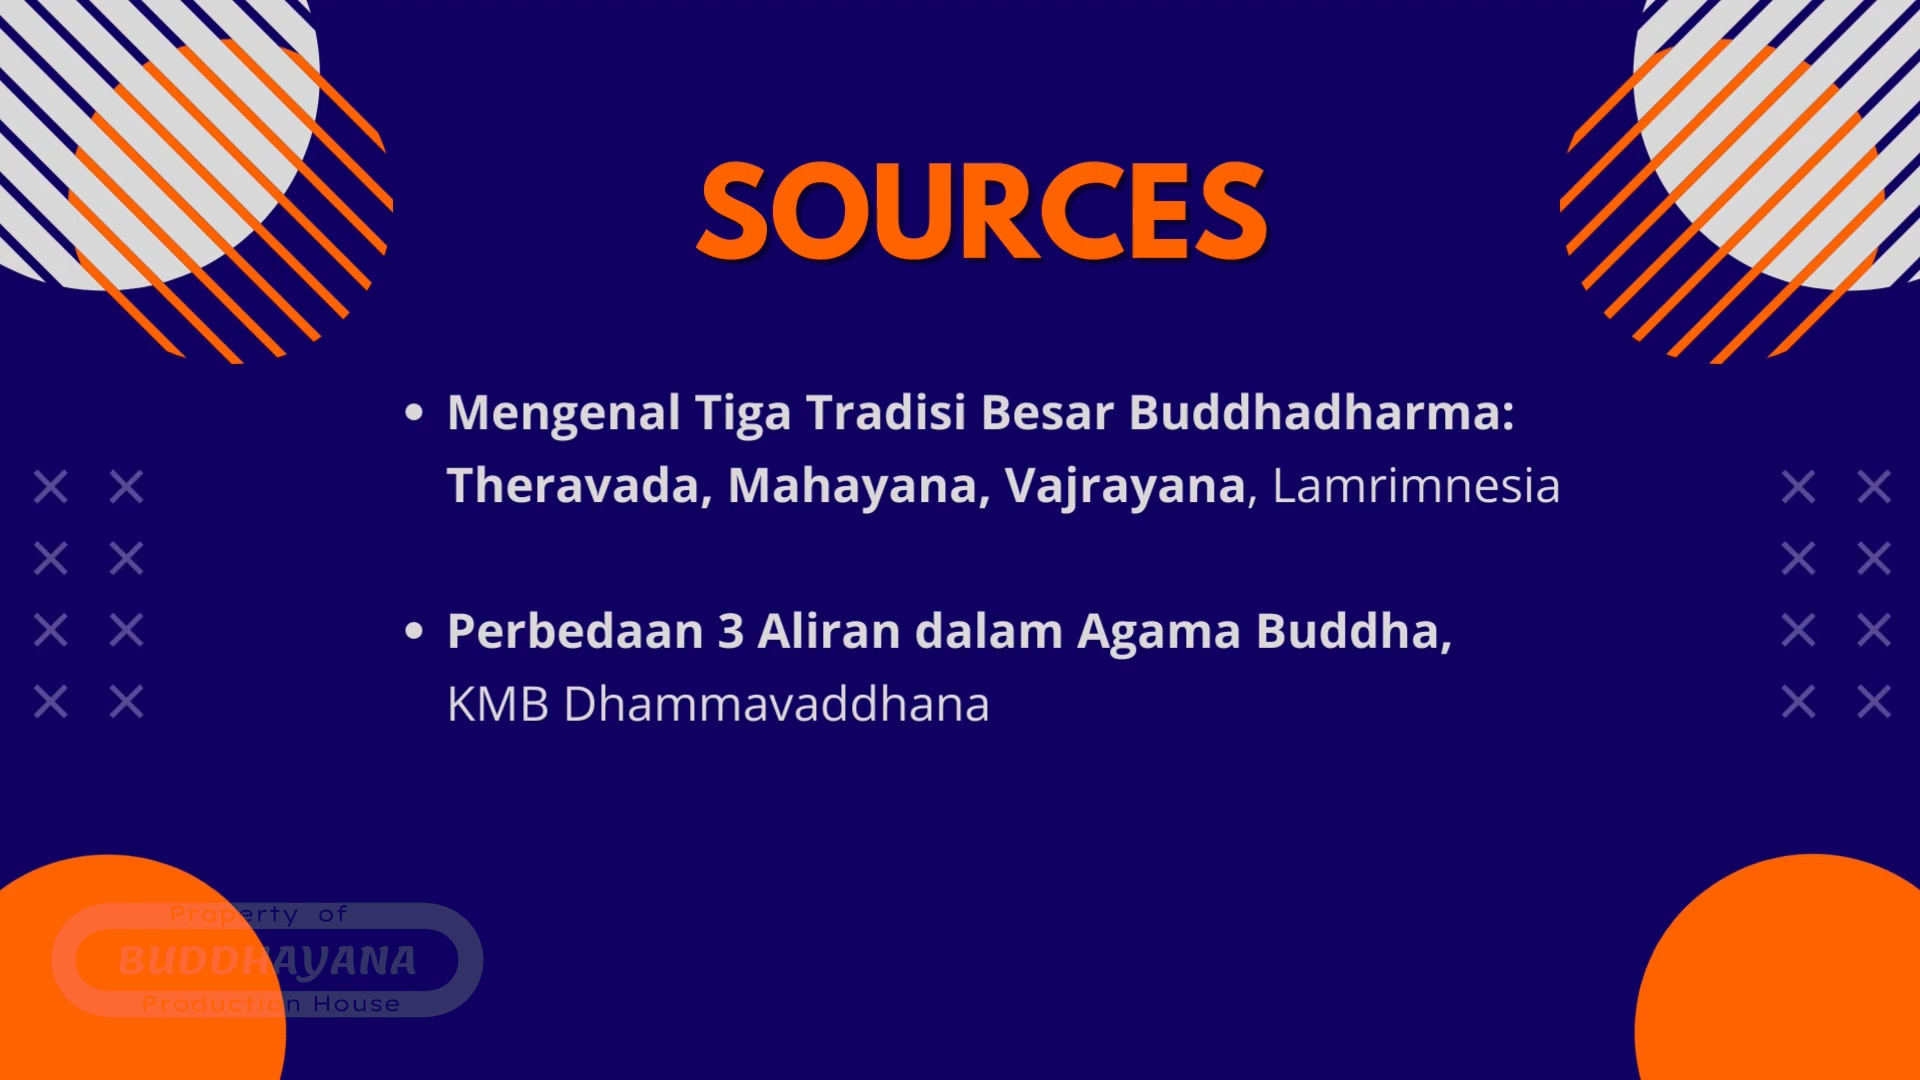 SOURCES
• Mengenal Tiga Tradisi Besar Buddhadharma:
Theravada, Mahayana, Vajrayana, Lamrimnesia
• Perbedaan 3 Aliran dalam Agama Buddha,
KMB Dhammavaddhana
Property of
BUDDHAYANA
Production House